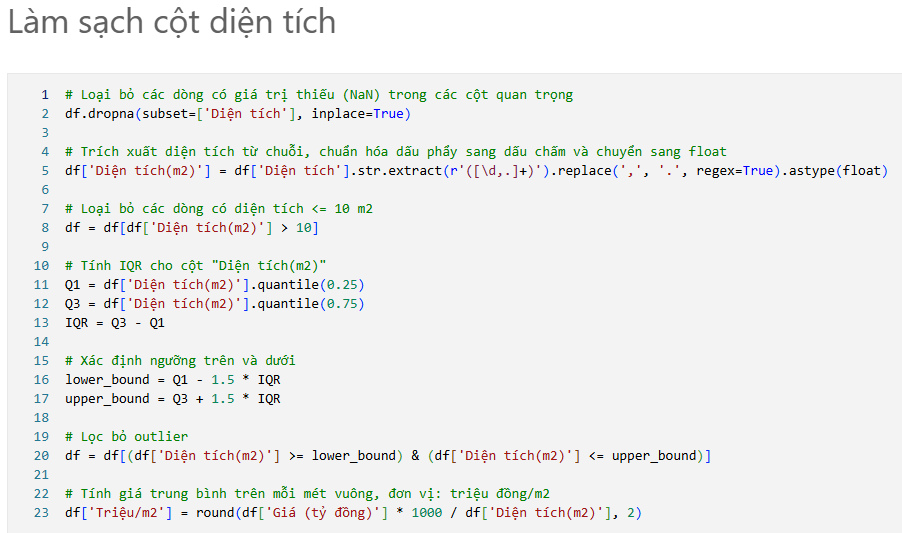 Làm sạch cột diện tích
1 # Loại bỏ các dòng có giá trị thiếu (NaN) trong các cột quan trọng
2 df.dropna(subset=['Diện tích'], inplace=True)
3
4 # Trích xuất diện tích từ chuỗi, chuẩn hóa dấu phẩy sang dấu chấm và chuyển sang float
5 df['Diện tích(m2)'] = df['Diện tích'].str.extract(r'([\d,.]+)').replace(',', '.', regex=True).astype(float)
6
7 # Loại bỏ các dòng có diện tích <= 10 m2
8 df = df[df['Diện tích(m2)'] > 10]
9
10 # Tính IQR cho cột "Diện tích(m2)"
11 Q1 = df['Diện tích(m2)'].quantile(0.25)
12 Q3 = df['Diện tích(m2)'].quantile(0.75)
13 IQR = Q3 - Q1
14
15 # Xác định ngưỡng trên và dưới
16 lower_bound = Q1 - 1.5 * IQR
17 upper_bound = Q3 + 1.5 * IQR
18
19 # Lọc bỏ outlier
20 df = df[(df['Diện tích(m2)'] >= lower_bound) & (df['Diện tích(m2)'] <= upper_bound)]
21
22 # Tính giá trung bình trên mỗi mét vuông, đơn vị: triệu đồng/m2
23 df['Triệu/m2'] = round(df['Giá (tỷ đồng)'] * 1000 / df['Diện tích(m2)'], 2)